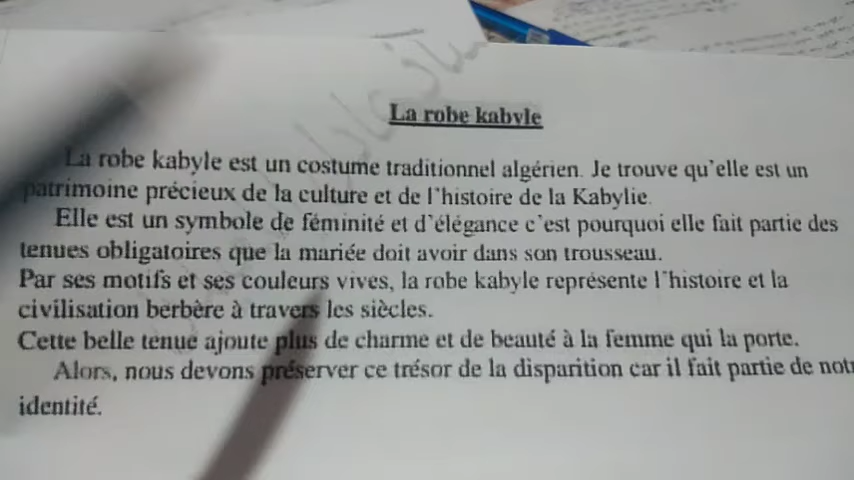 La robe kabyle
La robe kabyle est un costume traditionnel algérien. Je trouve qu'elle est un
patrimoine précieux de la culture et de l'histoire de la Kabylie.
Elle est un symbole de féminité et d'élégance c'est pourquoi elle fait partie des
tenues obligatoires que la mariée doit avoir dans son trousseau.
Par ses motifs et ses couleurs vives, la robe kabyle représente l'histoire et la
civilisation berbère à travers les siècles.
Cette belle tenue ajoute plus de charme et de beauté à la femme qui la porte.
Alors, nous devons préserver ce trésor de la disparition car il fait partie de not
identité.